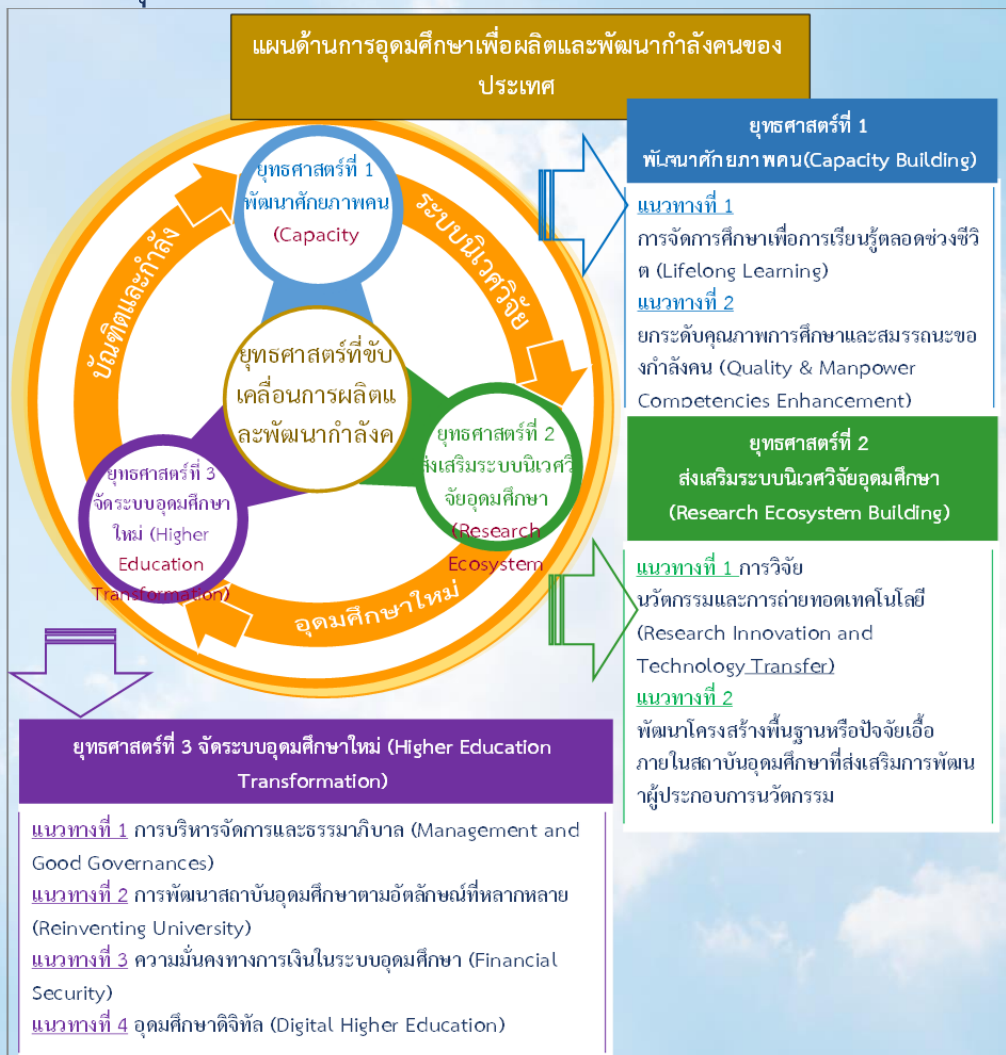 แผนด้านการอุดมศึกษาเพื่อผลิตและพัฒนากำลังคนของ
ประเทศ
ยุทธศาสตร์ที่ 1
พัฒนาศักยภาพคน
(Capacity
ระบบนิเวศวิจัย
บัณฑิตและกำลัง
ยุทธศาสตร์ที่ขับ
เคลื่อนการผลิตแ
ละพัฒนากำลังค
ยุทธศาสตร์ที่ 2
ส่งเสริมระบบนิเวศวิ
จัยอุดมศึกษา
(Research
Ecosystem
ยุทธศาสตร์ที่ 3
จัดระบบอุดมศึกษา
ใหม่ (Higher
Education
Transformation)
อุดมศึกษาใหม่
ยุทธศาสตร์ที่ 1
พัฒนาศักยภาพคน(Capacity Building)
แนวทางที่ 1
การจัดการศึกษาเพื่อการเรียนรู้ตลอดช่วงชีวิ
ต (Lifelong Learning)
แนวทางที่ 2
ยกระดับคุณภาพการศึกษาและสมรรถนะขอ
งกำลังคน (Quality & Manpower
Competencies Enhancement)
ยุทธศาสตร์ที่ 2
ส่งเสริมระบบนิเวศวิจัยอุดมศึกษา
(Research Ecosystem Building)
แนวทางที่ 1 การวิจัย
นวัตกรรมและการถ่ายทอดเทคโนโลยี
(Research Innovation and
Technology Transfer)
แนวทางที่ 2
พัฒนาโครงสร้างพื้นฐานหรือปัจจัยเอื้อ
ภายในสถาบันอุดมศึกษาที่ส่งเสริมการพัฒน
าผู้ประกอบการนวัตกรรม
ยุทธศาสตร์ที่ 3 จัดระบบอุดมศึกษาใหม่ (Higher Education
Transformation)
แนวทางที่ 1 การบริหารจัดการและธรรมาภิบาล (Management and
Good Governances)
แนวทางที่ 2 การพัฒนาสถาบันอุดมศึกษาตามอัตลักษณ์ที่หลากหลาย
(Reinventing University)
แนวทางที่ 3 ความมั่นคงทางการเงินในระบบอุดมศึกษา (Financial
Security)
แนวทางที่ 4 อุดมศึกษาดิจิทัล (Digital Higher Education)